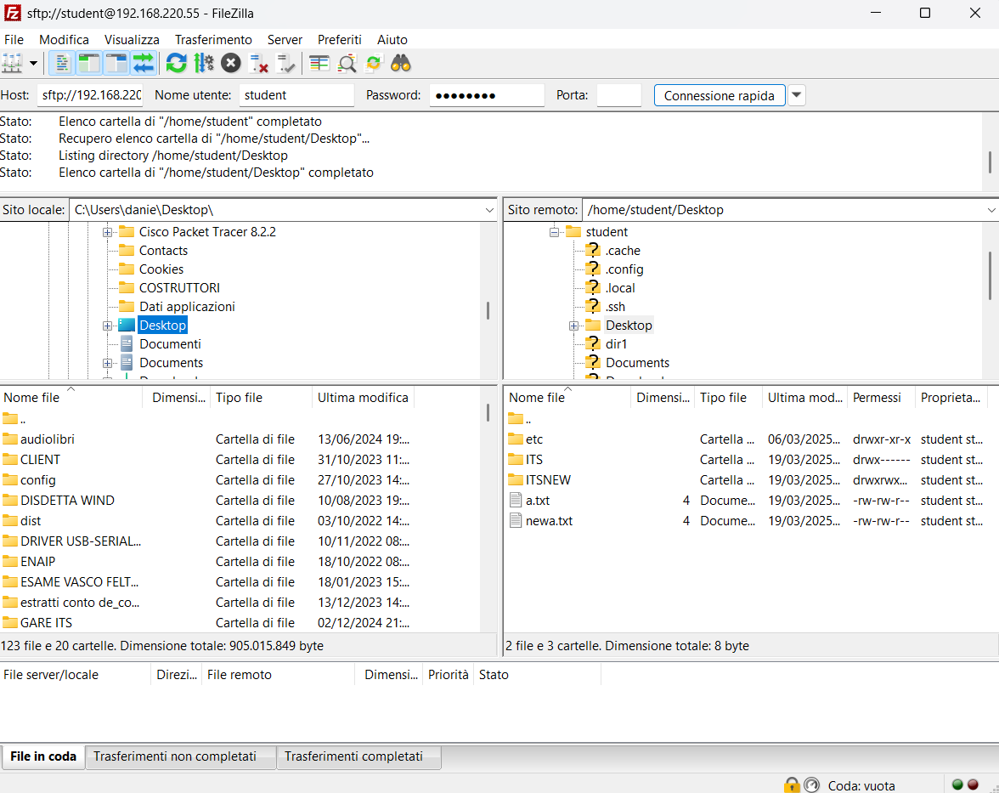 sftp://student@192.168.220.55 - FileZilla
File Modifica Visualizza Trasferimento Server Preferiti Aiuto
Host: sftp://192.168.220 Nome utente: student Password: ●●●●●●●● Porta: Connessione rapida
Stato: Elenco cartella di "/home/student" completato
Stato: Recupero elenco cartella di "/home/student/Desktop"...
Stato: Listing directory /home/student/Desktop
Stato: Elenco cartella di "/home/student/Desktop" completato
Sito locale: C:\Users\danie\Desktop\
Cisco Packet Tracer 8.2.2
Contacts
Cookies
COSTRUTTORI
Dati applicazioni
Desktop
Documenti
Documents
Nome file Dimensi... Tipo file Ultima modifica
..
audiolibri Cartella di file 13/06/2024 19:...
CLIENT Cartella di file 31/10/2023 11:...
config Cartella di file 27/10/2023 14:...
DISDETTA WIND Cartella di file 10/08/2023 19:...
dist Cartella di file 03/10/2022 14:...
DRIVER USB-SERIAL... Cartella di file 10/11/2022 08:...
ENAIP Cartella di file 18/10/2022 08:...
ESAME VASCO FELT... Cartella di file 18/01/2023 15:...
estratti conto de_co... Cartella di file 13/12/2023 14:...
GARE ITS Cartella di file 02/12/2024 21:...
123 file e 20 cartelle. Dimensione totale: 905.015.849 byte
Sito remoto: /home/student/Desktop
student
.cache
.config
.local
.ssh
Desktop
dir1
Documents
Nome file Dimensi... Tipo file Ultima mod... Permessi Proprieta...
..
etc Cartella ... 06/03/2025... drwxr-xr-x student st...
ITS Cartella ... 19/03/2025... drwx------ student st...
ITSNEW Cartella ... 19/03/2025... drwxrwx... student st...
a.txt 4 Docume... 19/03/2025... -rw-rw-r-- student st...
newa.txt 4 Docume... 19/03/2025... -rw-rw-r-- student st...
2 file e 3 cartelle. Dimensione totale: 8 byte
File server/locale Direzi... File remoto Dimensi... Priorità Stato
File in coda Trasferimenti non completati Trasferimenti completati
Coda: vuota